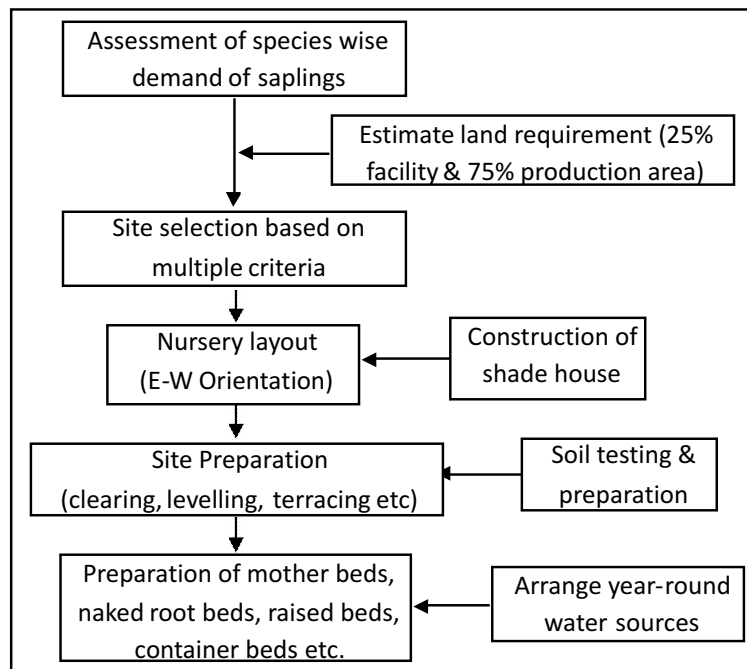 Assessment of species wise
demand of saplings
Estimate land requirement (25%
facility & 75% production area)
Site selection based on
multiple criteria
Nursery layout
(E-W Orientation)
Construction of
shade house
Site Preparation
(clearing, levelling, terracing etc)
Soil testing &
preparation
Preparation of mother beds,
naked root beds, raised beds,
container beds etc.
Arrange year-round
water sources